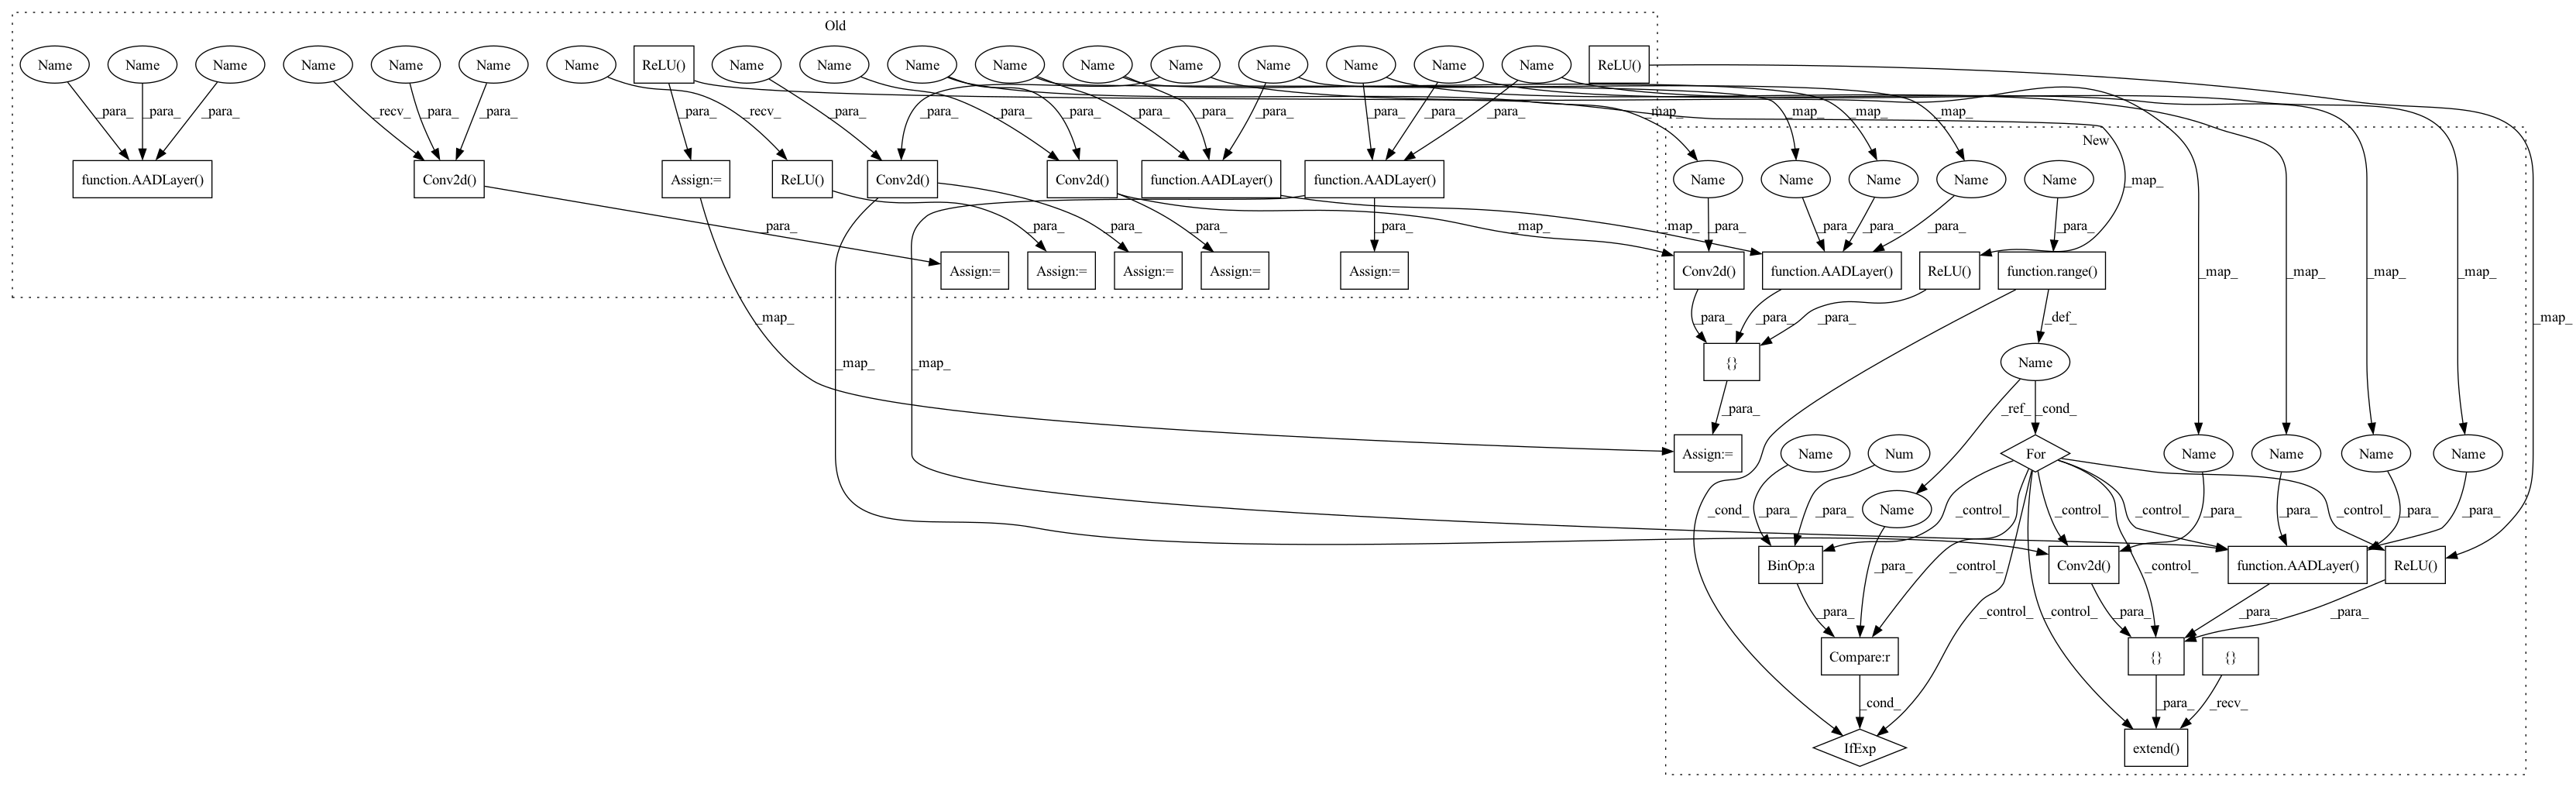 Old
Name Name Name Name Name Name Name ReLU() Name Name Name Name Name Name Name Name Name Name ReLU()
_para_ _para_ _para_ _recv_ _para_ _para_ _recv_ _para_ _para_ _para_ _para_ _para_ _para_ _para_ _para_ _para_ _para_ _para_ _map_ _map_ _map_ _map_
New
function.AADLayer() Conv2d() Assign:= ReLU() Conv2d() Conv2d() function.AADLayer() function.AADLayer() Name Name Name Name Name _map_
_para_ _para_ _para_ _map_ _para_ _para_ _map_ _para_ _para_ _para_ _para_ _para_
Assign:= Assign:= Assign:= Assign:= Assign:= Conv2d() function.AADLayer() ReLU() function.range() _map_ _map_ _map_ _map_
_map_ _para_ _para_ _para_ _def_ _map_
_map_ _map_ {} Name
_para_ _ref_ _cond_
Assign:= Name Num For Name Name Name Name
_cond_ _para_ _para_ Name _control_ _control_ _control_ _control_ _para_ _para_ _para_ _para_
BinOp:a _para_ _control_ Conv2d() _control_ function.AADLayer() ReLU()
_para_ _control_ _control_ _para_ _para_ _para_
Compare:r {} {}
_cond_ _para_ _recv_
IfExp extend()